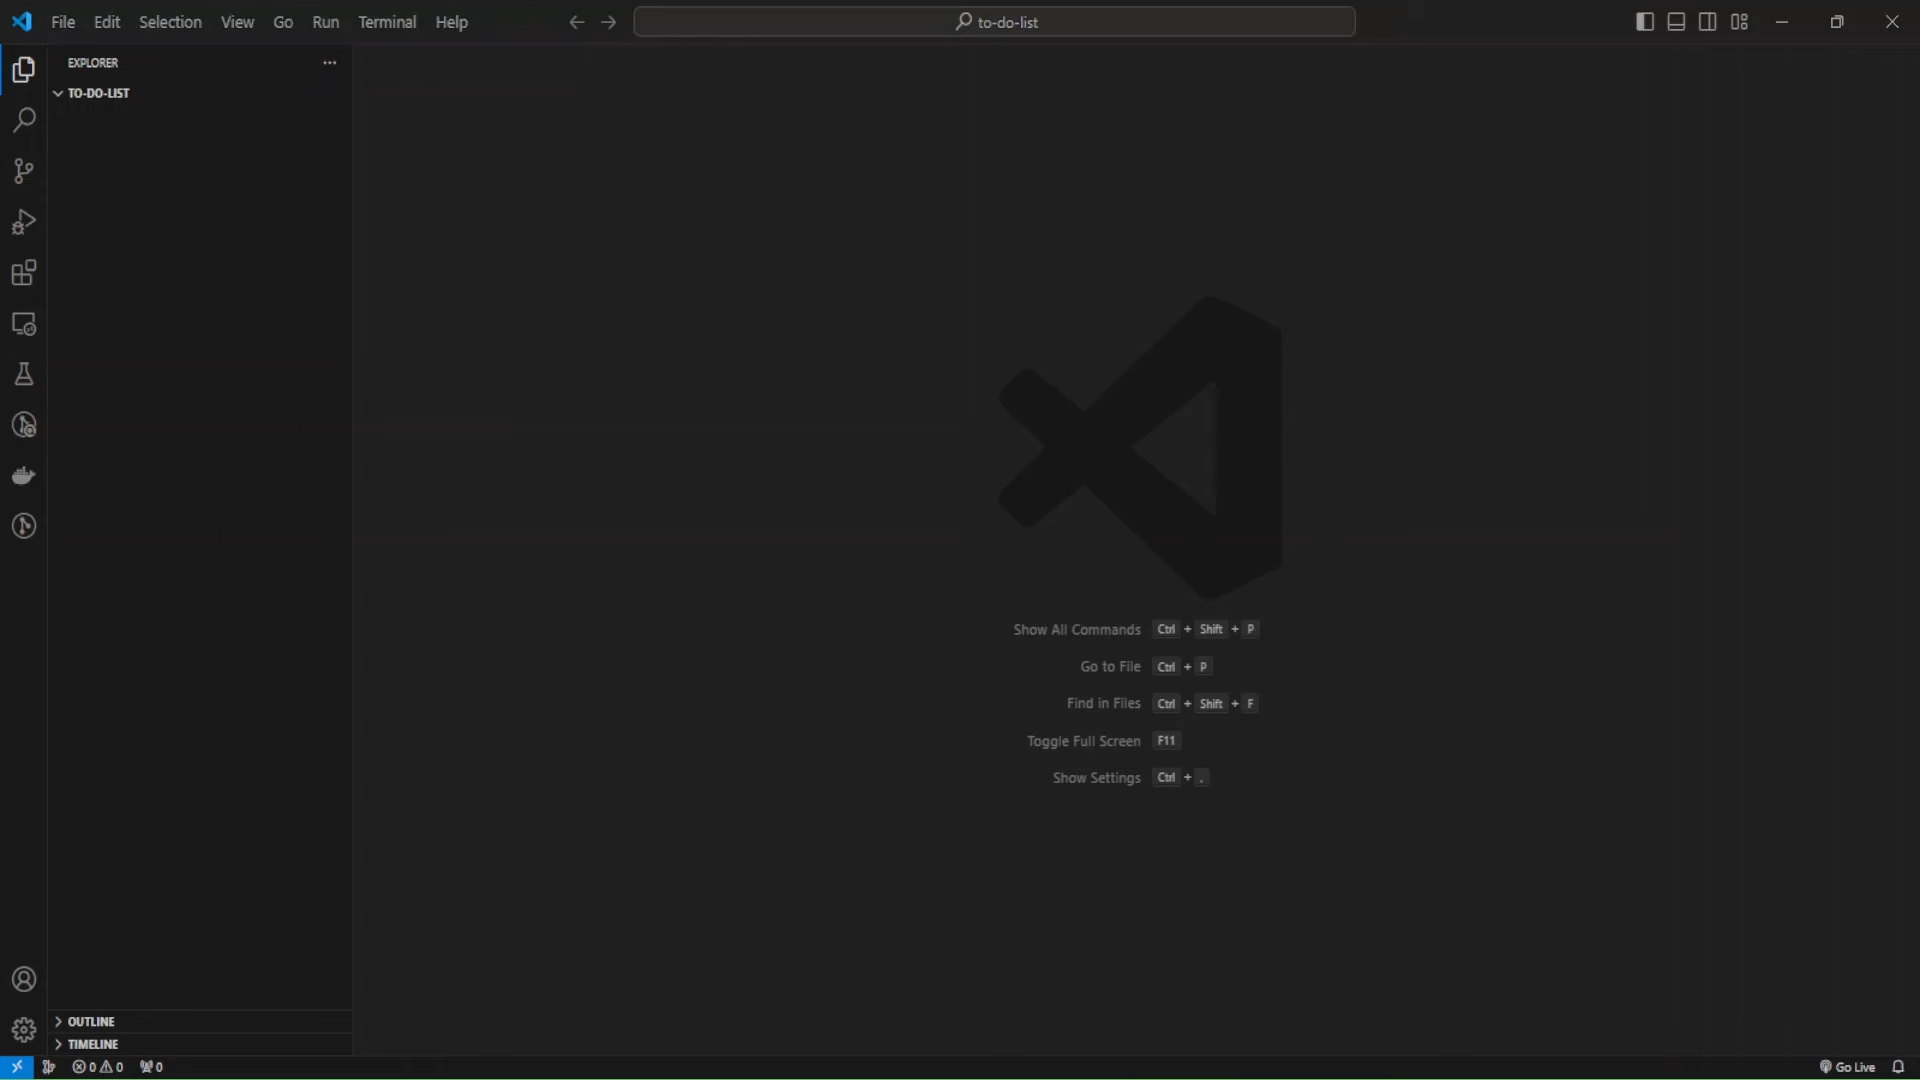 File Edit Selection View Go Run Terminal Help to-do-list
EXPLORER
TO-DO-LIST
Show All Commands Ctrl + Shift + P
Go to File Ctrl + P
Find in Files Ctrl + Shift + F
Toggle Full Screen F11
Show Settings Ctrl + ,
OUTLINE
TIMELINE
0 0 0 Go Live